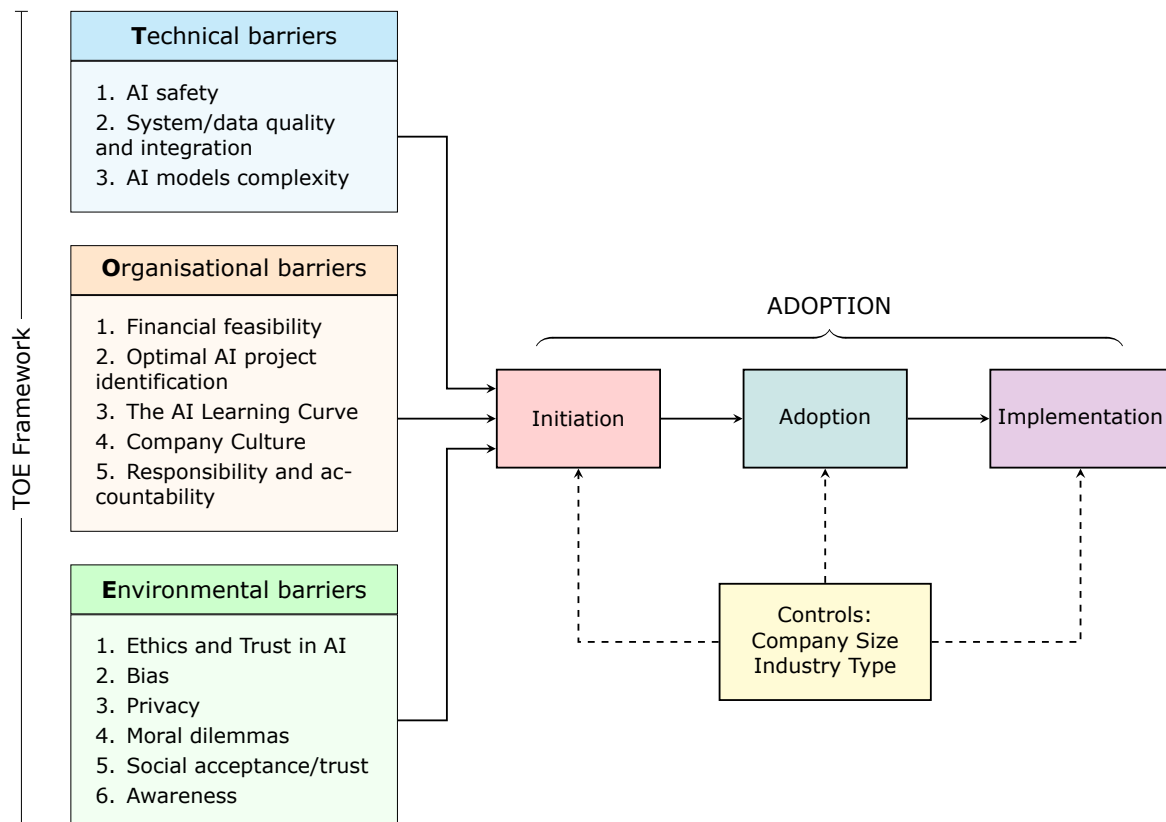 TOE Framework
Technical barriers
1. AI safety
2. System/data quality
and integration
3. AI models complexity
Organisational barriers
1. Financial feasibility
2. Optimal AI project
identification
3. The AI Learning Curve
4. Company Culture
5. Responsibility and ac-
countability
Environmental barriers
1. Ethics and Trust in AI
2. Bias
3. Privacy
4. Moral dilemmas
5. Social acceptance/trust
6. Awareness
ADOPTION
Initiation
Adoption
Implementation
Controls:
Company Size
Industry Type